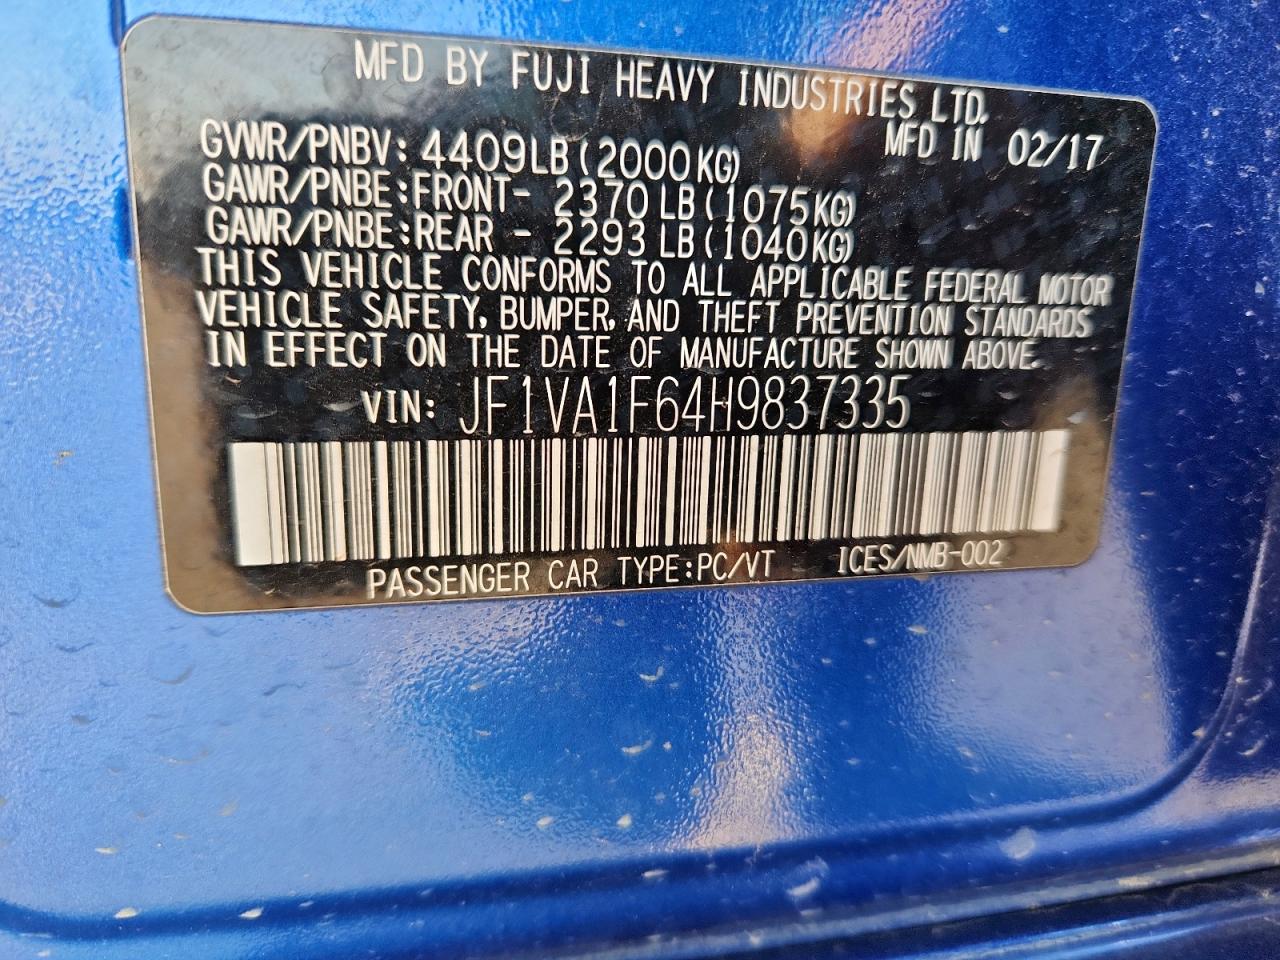 MFD BY FUJI HEAVY INDUSTRIES LTD.
MFD IN 02/17
GVWR/PNBV: 4409LB(2000KG)
GAWR/PNBE:FRONT- 2370 LB(1075KG)
GAWR/PNBE:REAR - 2293 LB(1040KG)
THIS VEHICLE CONFORMS TO ALL APPLICABLE FEDERAL MOTOR
VEHICLE SAFETY, BUMPER, AND THEFT PREVENTION STANDARDS
IN EFFECT ON THE DATE OF MANUFACTURE SHOWN ABOVE.
VIN: JF1VA1F64H9837335
PASSENGER CAR TYPE:PC/VT ICES/NMB-002